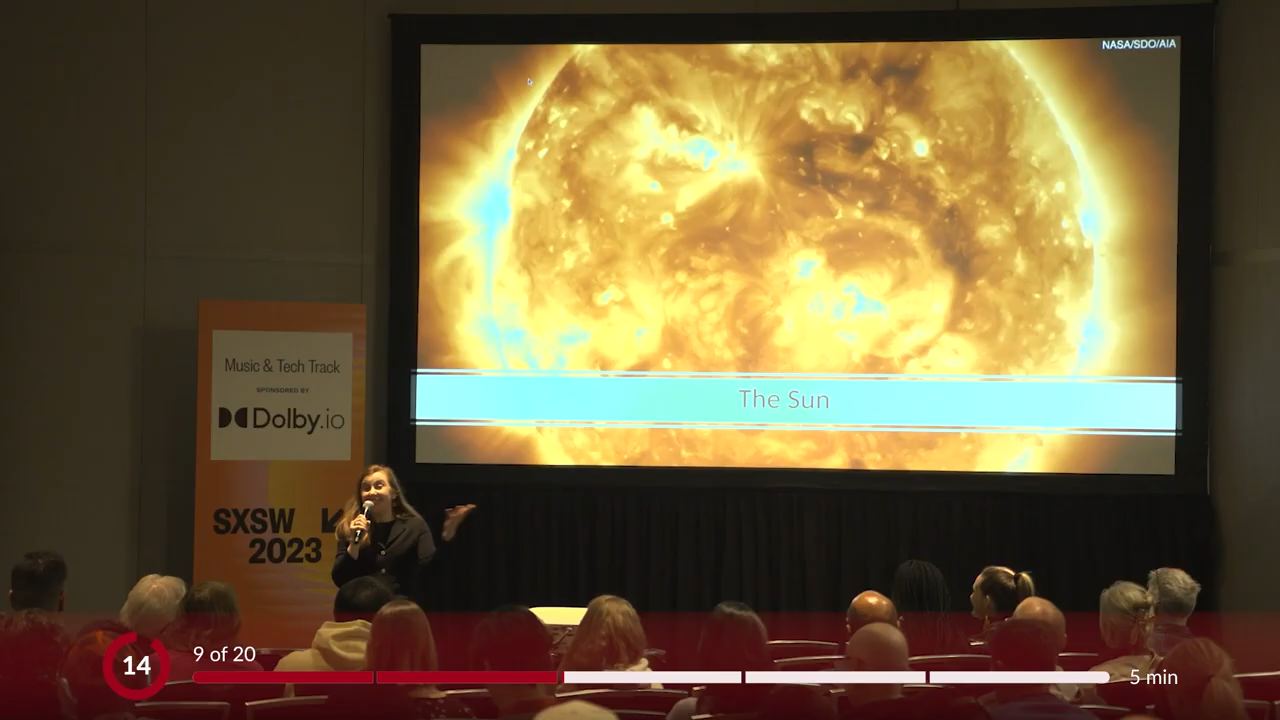 NASA/SDO/AIA
The Sun
Music & Tech Track
SPONSORED BY
Dolby.io
SXSW
2023
14
9 of 20
5 min